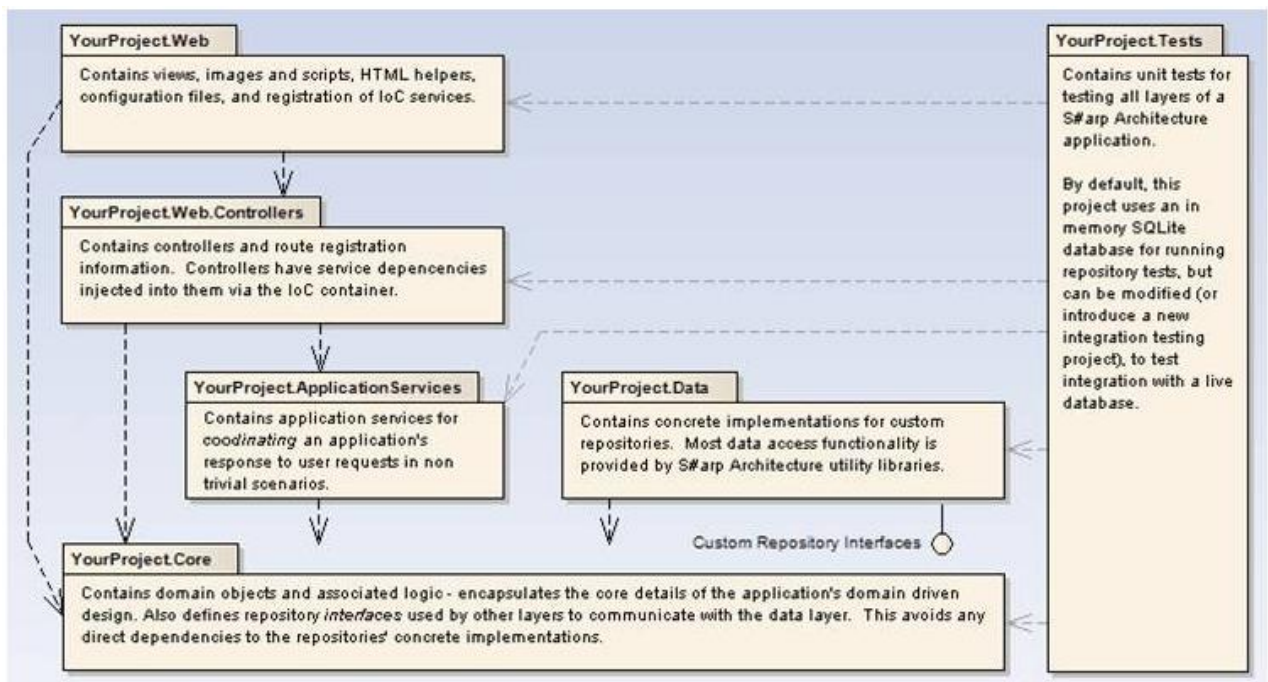 YourProject.Web
Contains views, images and scripts, HTML helpers,
configuration files, and registration of IoC services.
YourProject.Web.Controllers
Contains controllers and route registration
information. Controllers have service depencencies
injected into them via the IoC container.
YourProject.ApplicationServices
Contains application services for
coodinating an application's
response to user requests in non
trivial scenarios.
YourProject.Data
Contains concrete implementations for custom
repositories. Most data access functionality is
provided by S#arp Architecture utility libraries.
Custom Repository Interfaces
YourProject.Core
Contains domain objects and associated logic - encapsulates the core details of the application's domain driven
design. Also defines repository interfaces used by other layers to communicate with the data layer. This avoids any
direct dependencies to the repositories' concrete implementations.
YourProject.Tests
Contains unit tests for
testing all layers of a
S#arp Architecture
application.
By default, this
project uses an in
memory SQLite
database for running
repository tests, but
can be modified (or
introduce a new
integration testing
project), to test
integration with a live
database.